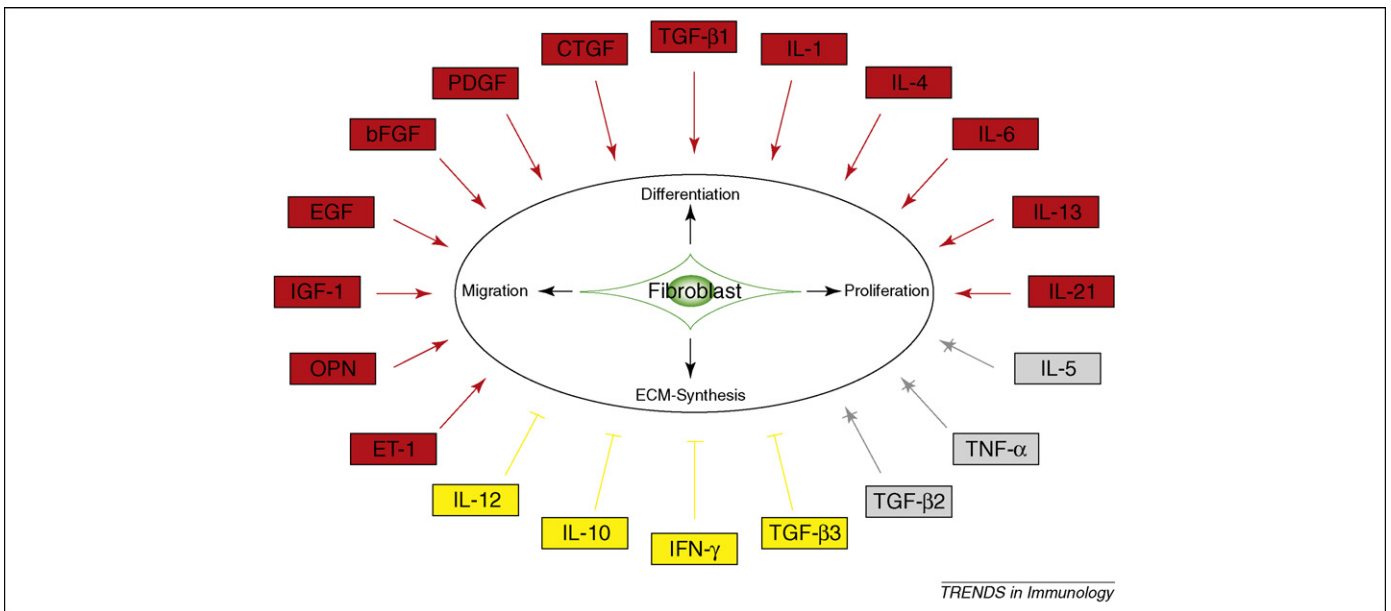 TGF-β1
CTGF
IL-1
PDGF
IL-4
bFGF
IL-6
EGF
IL-13
Differentiation
IGF-1
Migration
Fibroblast
Proliferation
IL-21
OPN
IL-5
ECM-Synthesis
ET-1
TNF-α
IL-12
TGF-β2
IL-10
IFN-γ
TGF-β3
TRENDS in Immunology